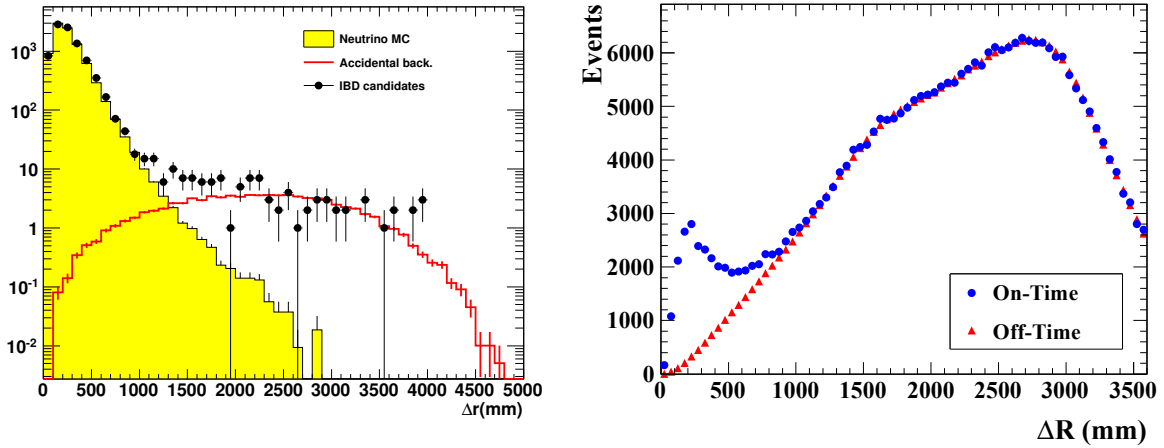 10³
10²
10
1
10⁻¹
10⁻²
Neutrino MC
Accidental back.
IBD candidates
0 500 1000 1500 2000 2500 3000 3500 4000 4500 5000
Δr(mm)
Events
6000
5000
4000
3000
2000
1000
0
On-Time
Off-Time
0 500 1000 1500 2000 2500 3000 3500
ΔR (mm)